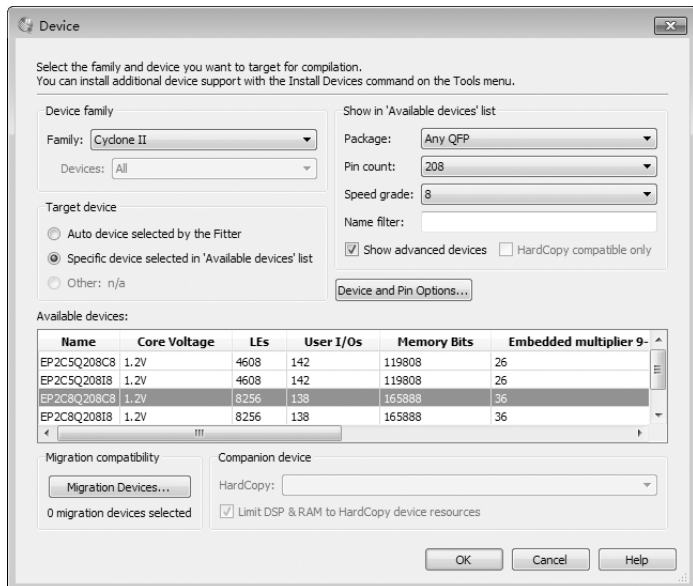 Device
Select the family and device you want to target for compilation.
You can install additional device support with the Install Devices command on the Tools menu.
Device family
Family: Cyclone II
Devices: All
Target device
Auto device selected by the Fitter
Specific device selected in 'Available devices' list
Other: n/a
Show in 'Available devices' list
Package: Any QFP
Pin count: 208
Speed grade: 8
Name filter:
Show advanced devices HardCopy compatible only
Device and Pin Options...
Available devices:
Name Core Voltage LEs User I/Os Memory Bits Embedded multiplier 9-
EP2C5Q208C8 1.2V 4608 142 119808 26
EP2C5Q208I8 1.2V 4608 142 119808 26
EP2C8Q208C8 1.2V 8256 138 165888 36
EP2C8Q208I8 1.2V 8256 138 165888 36
Migration compatibility
Migration Devices...
0 migration devices selected
Companion device
HardCopy:
Limit DSP & RAM to HardCopy device resources
OK Cancel Help